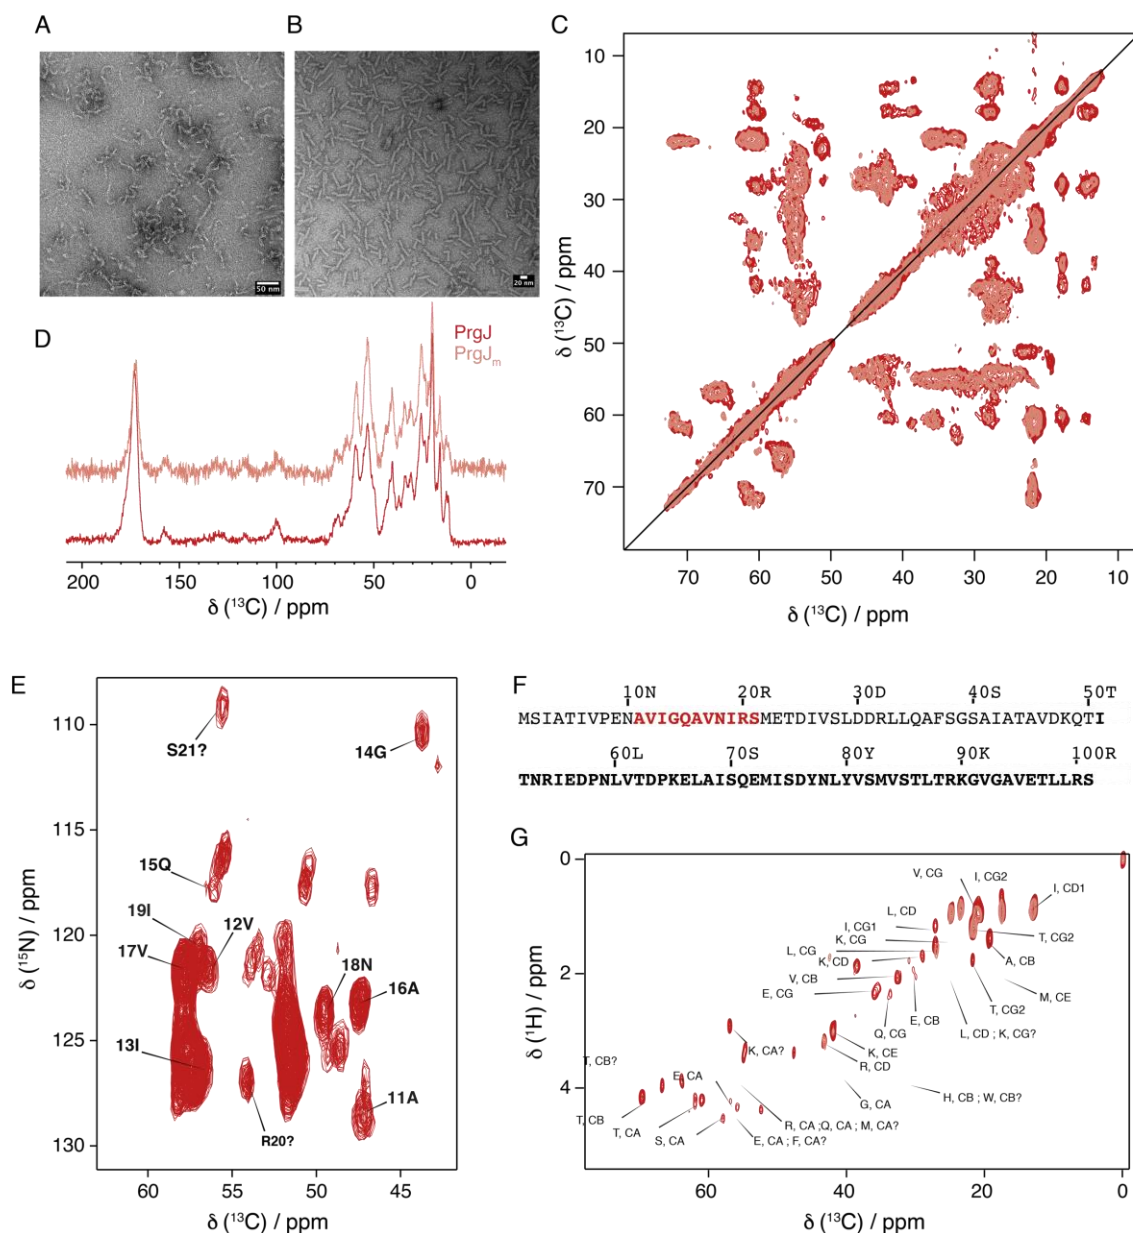 A
B
50 nm
20 nm
C
10
20
30
40
50
60
70
δ (¹³C) / ppm
70 60 50 40 30 20 10
δ (¹³C) / ppm
D
PrgJ
PrgJm
200 150 100 50 0
δ (¹³C) / ppm
E
110
115
120
125
130
δ (¹⁵N) / ppm
S21?
14G
15Q
19I
12V
17V
18N
16A
13I
11A
R20?
60 55 50 45
δ (¹³C) / ppm
F
10N 20R 30D 40S 50T
MSIATIVPENAVIGQAVNIRSMETDIVSLDDRLLQAFSGSAIATAVDKQTI
60L 70S 80Y 90K 100R
TNRIEDPNLVTDPKELAISQEMISDYNLYVSMVSTLTRKGVGAVETLLRS
G
0
2
4
δ (¹H) / ppm
V, CG
I, CG2
I, CD1
L, CD
I, CG1
K, CG
T, CG2
L, CG
A, CB
K, CD
V, CB
M, CE
E, CG
T, CG2
E, CB
Q, CG
L, CD ; K, CG?
K, CA?
K, CE
T, CB?
R, CD
E, CA
H, CB ; W, CB?
G, CA
T, CB
R, CA ;Q, CA ; M, CA?
T, CA
S, CA
E, CA ; F, CA?
60 40 20 0
δ (¹³C) / ppm